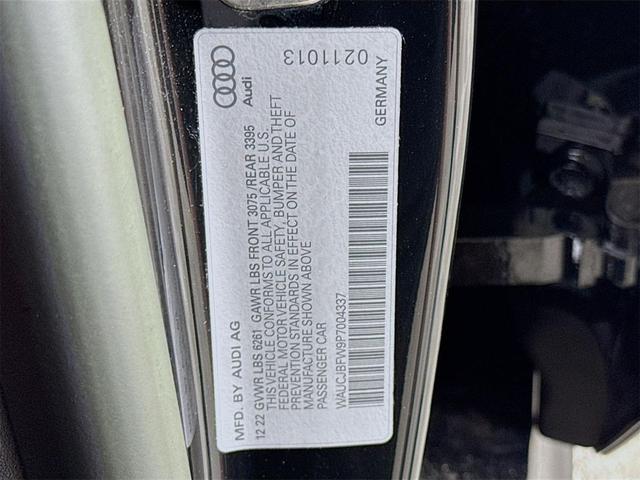 MFD. BY AUDI AG
Audi
12 22 GVWR LBS 6261 GAWR LBS FRONT 3075 /REAR 3395
THIS VEHICLE CONFORMS TO ALL APPLICABLE U.S.
FEDERAL MOTOR VEHICLE SAFETY, BUMPER AND THEFT
PREVENTION STANDARDS IN EFFECT ON THE DATE OF
MANUFACTURE SHOWN ABOVE
PASSENGER CAR
0211013
WAUCJBFW9P7004337
GERMANY